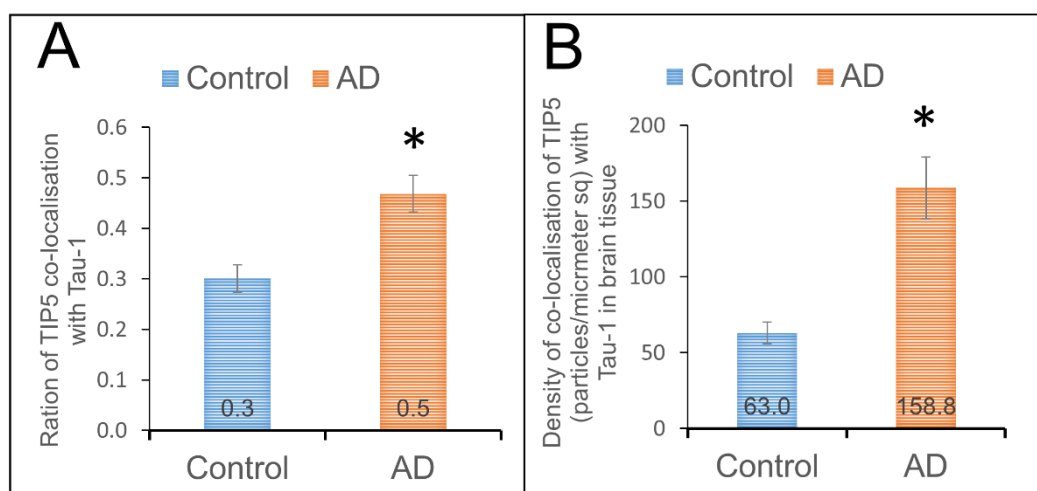 A
Control AD
Ration of TIP5 co-localisation
with Tau-1
0.6
0.5
0.4
0.3
0.2
0.1
0.0
*
0.3
0.5
Control AD
B
Control AD
Density of co-localisation of TIP5
(particles/micrmeter sq) with
Tau-1 in brain tissue
200
150
100
50
0
*
63.0
158.8
Control AD